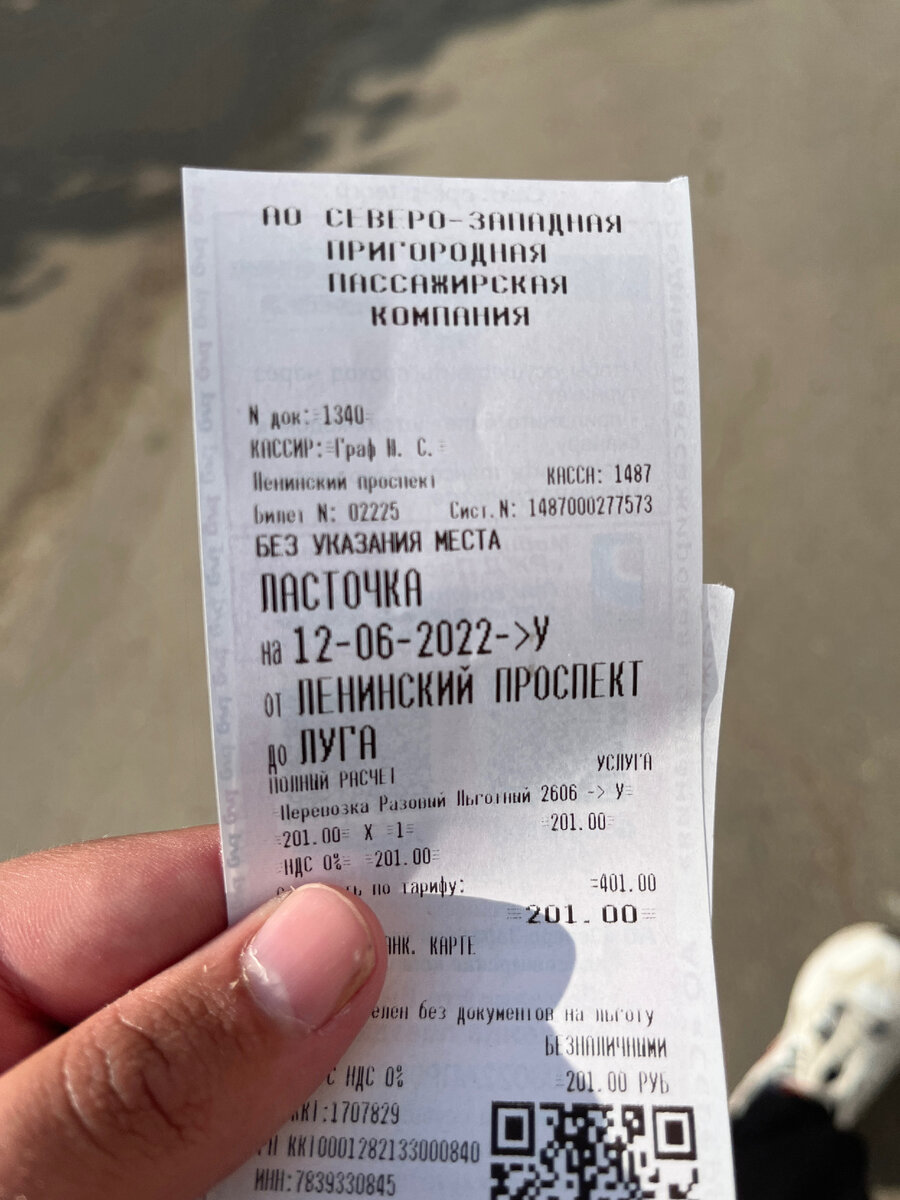 АО СЕВЕРО-ЗАПАДНАЯ
ПРИГОРОДНАЯ
ПАССАЖИРСКАЯ
КОМПАНИЯ
N док:=1340=
КАССИР:=Граф И. С.=
Ленинский проспект КАССА: 1487
Билет N: 02225 Сист.N: 1487000277573
БЕЗ УКАЗАНИЯ МЕСТА
ЛАСТОЧКА
на 12-06-2022->У
от ЛЕНИНСКИЙ ПРОСПЕКТ
до ЛУГА
ПОЛНЫЙ РАСЧЕТ УСЛУГА
Перевозка Разовый Льготный 2606 -> У=
=201.00= X =1= =201.00=
=НДС 0%= =201.00=
по тарифу: =401.00
=201.00=
КАРТЕ
без документов на льготу
БЕЗНАЛИЧНЫМИ
С НДС 0% =201.00 РУБ
ККТ:1707829
РН ККТ0001282133000840
ИНН:7839330845